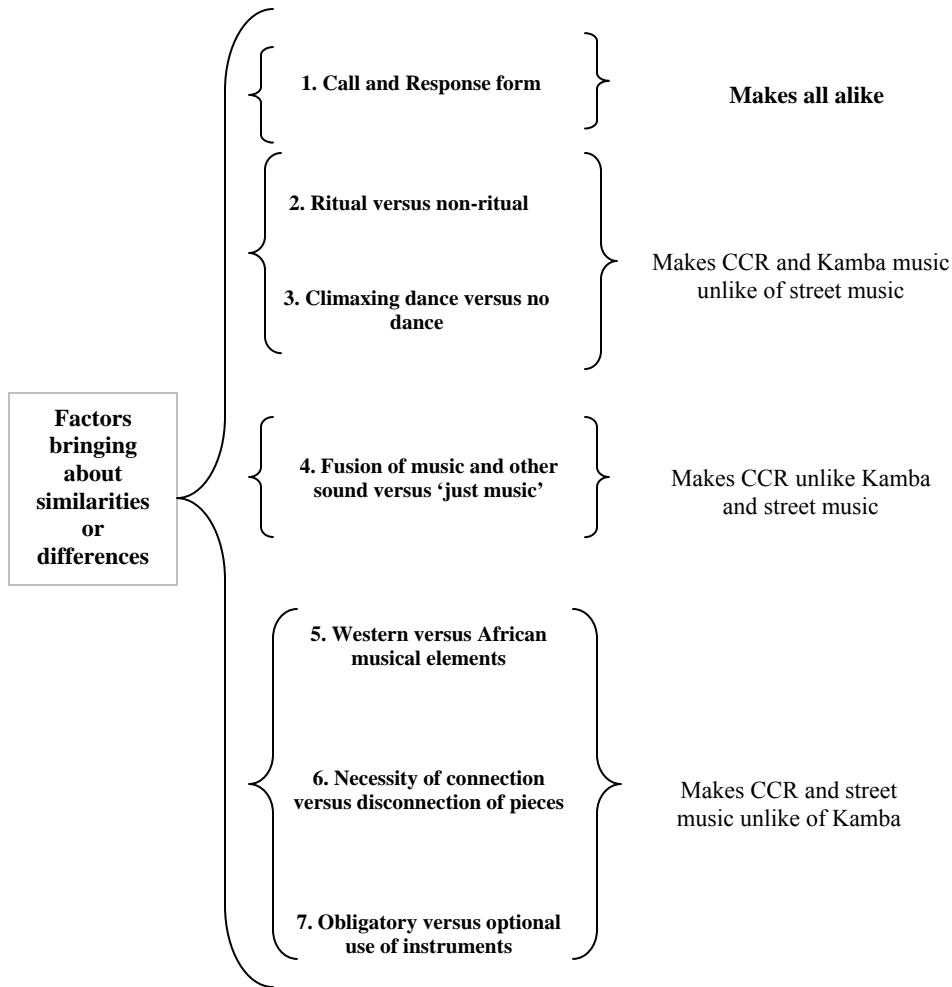 1. Call and Response form
Makes all alike
2. Ritual versus non-ritual
3. Climaxing dance versus no
dance
Makes CCR and Kamba music
unlike of street music
Factors
bringing
about
similarities
or
differences
4. Fusion of music and other
sound versus ‘just music’
Makes CCR unlike Kamba
and street music
5. Western versus African
musical elements
6. Necessity of connection
versus disconnection of pieces
Makes CCR and street
music unlike of Kamba
7. Obligatory versus optional
use of instruments